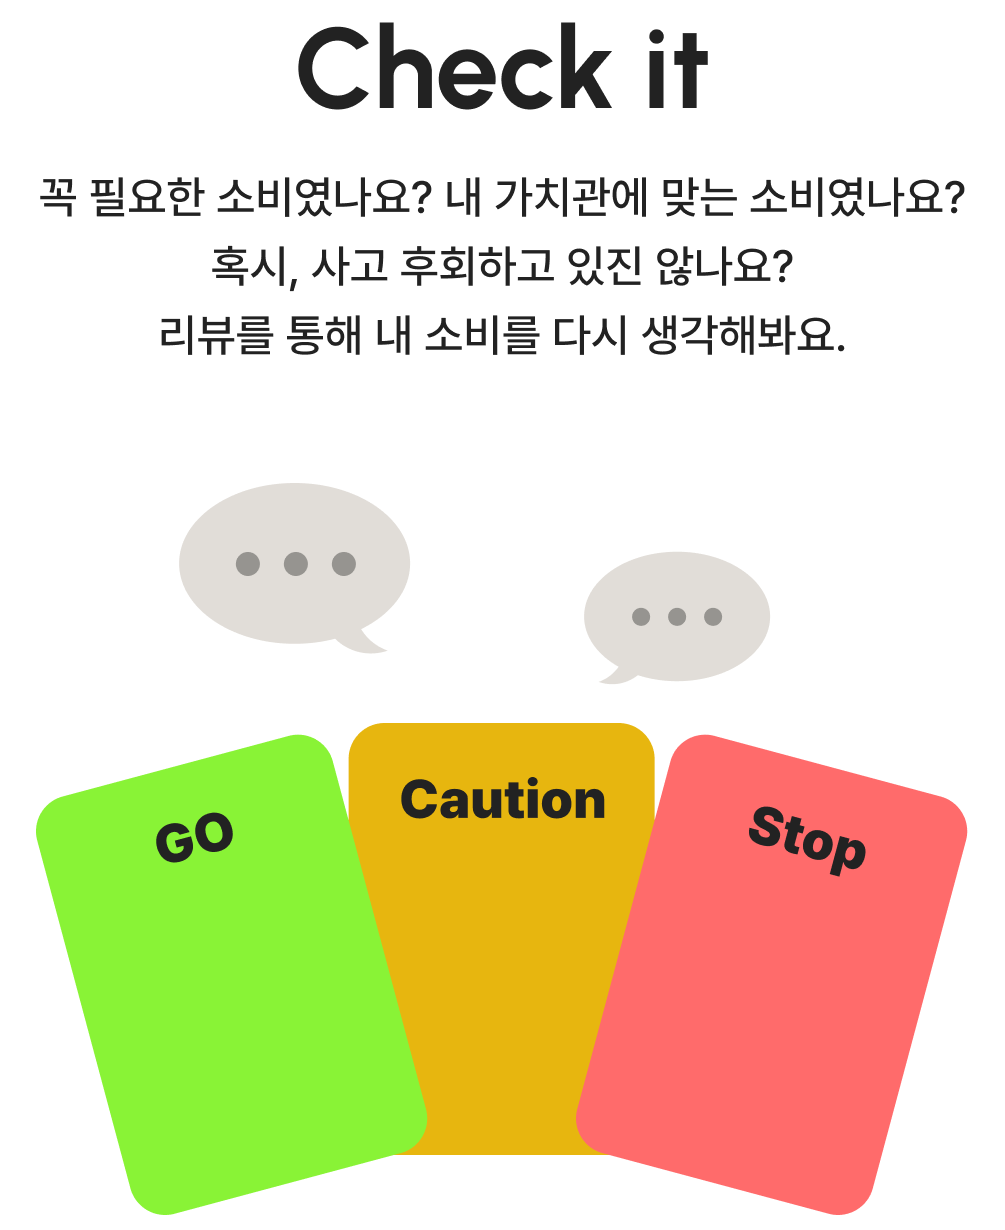 Check it
꼭 필요한 소비였나요? 내 가치관에 맞는 소비였나요?
혹시, 사고 후회하고 있진 않나요?
리뷰를 통해 내 소비를 다시 생각해봐요.
GO
Caution
Stop